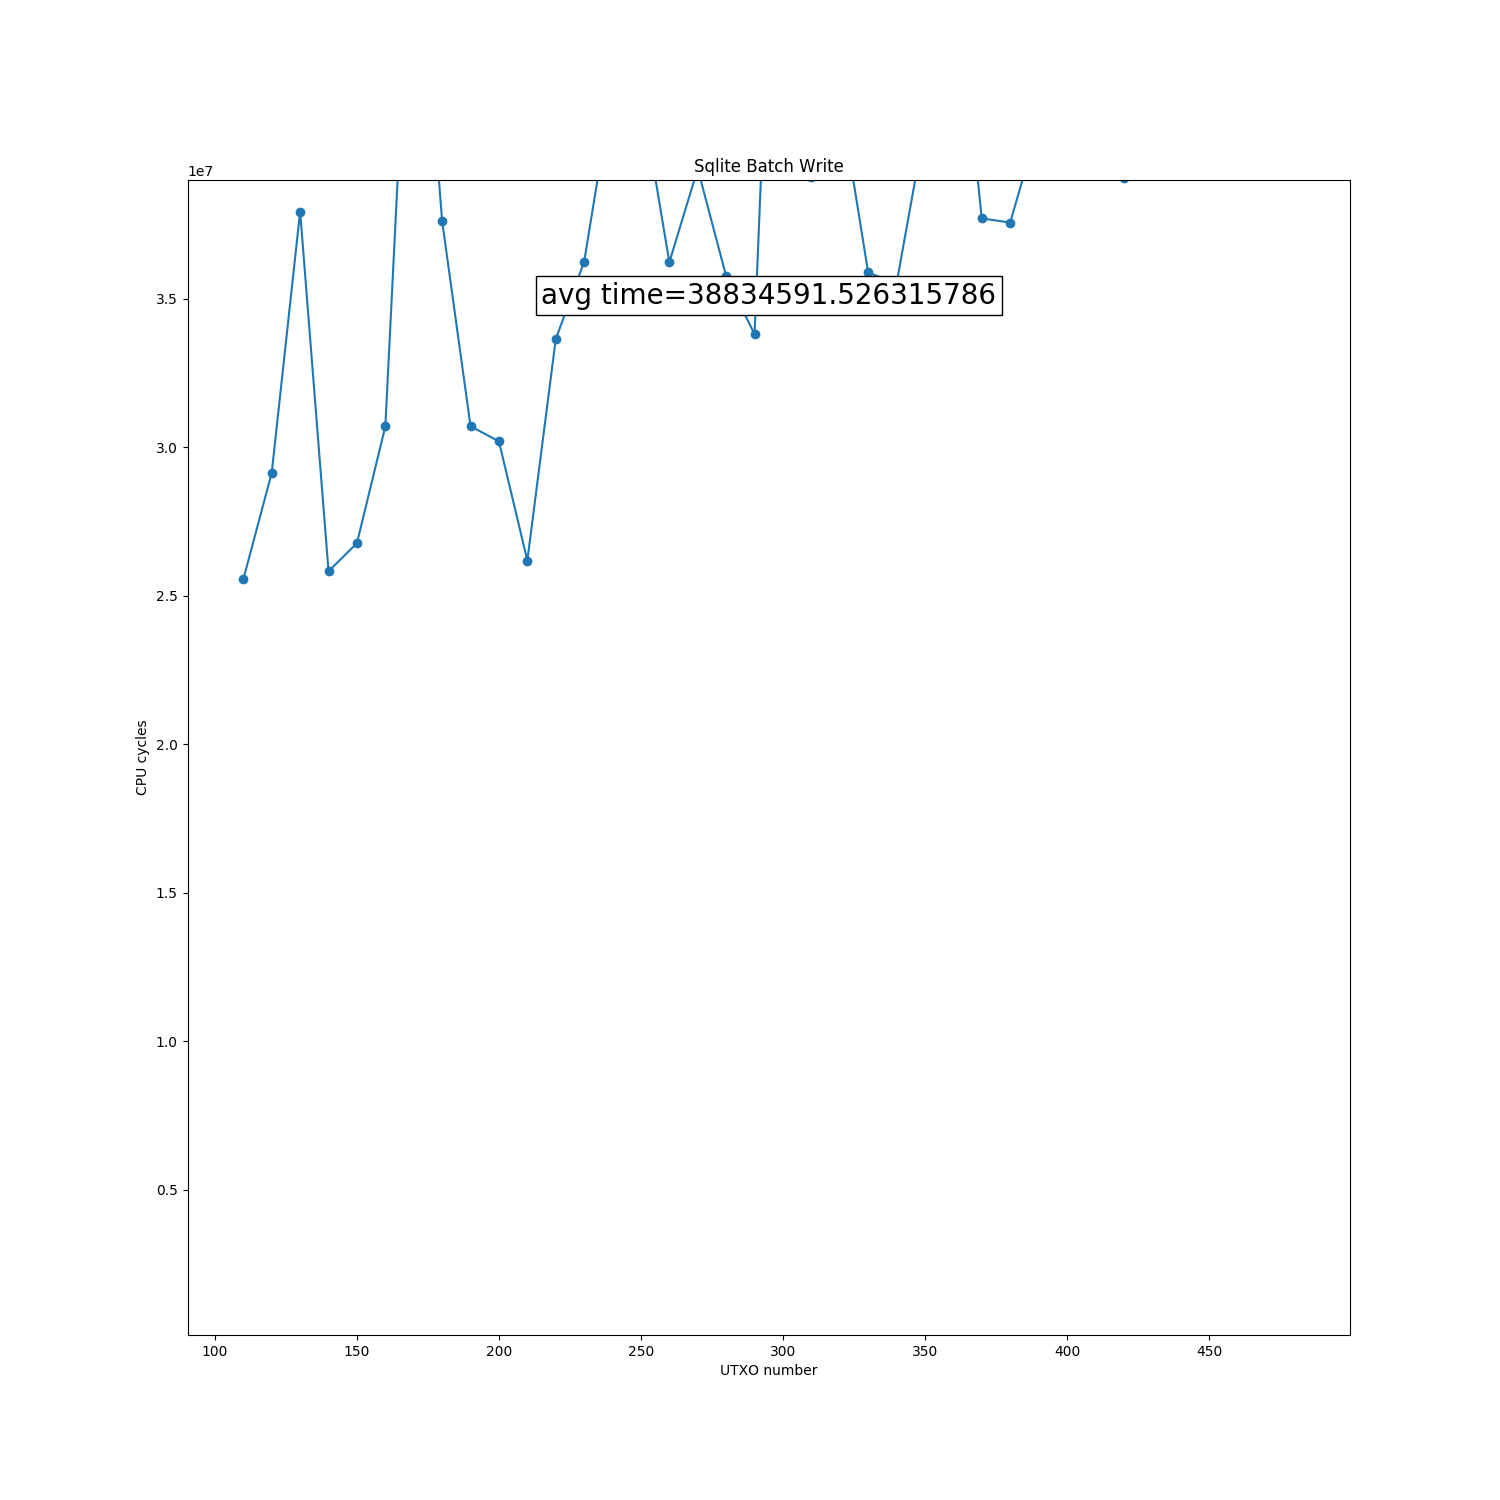 Sqlite Batch Write
1e7
avg time=38834591.526315786
3.5
3.0
2.5
2.0
1.5
1.0
0.5
CPU cycles
100 150 200 250 300 350 400 450
UTXO number